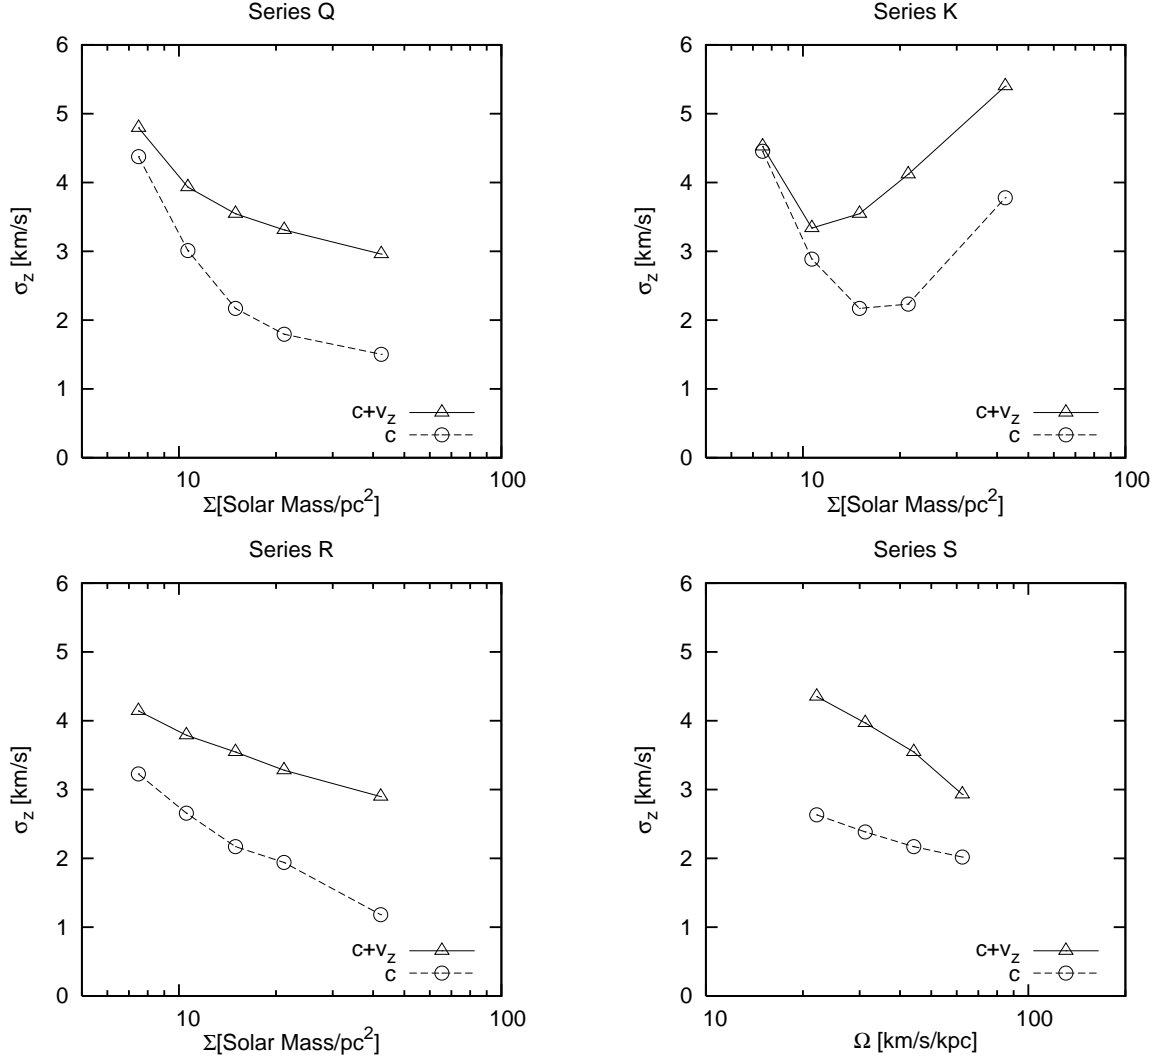 Series Q
6
5
4
3
2
1
0
σz [km/s]
c+vz
c
10
100
Σ[Solar Mass/pc2]
Series K
6
5
4
3
2
1
0
σz [km/s]
c+vz
c
10
100
Σ[Solar Mass/pc2]
Series R
6
5
4
3
2
1
0
σz [km/s]
c+vz
c
10
100
Σ[Solar Mass/pc2]
Series S
6
5
4
3
2
1
0
σz [km/s]
c+vz
c
10
100
Ω [km/s/kpc]